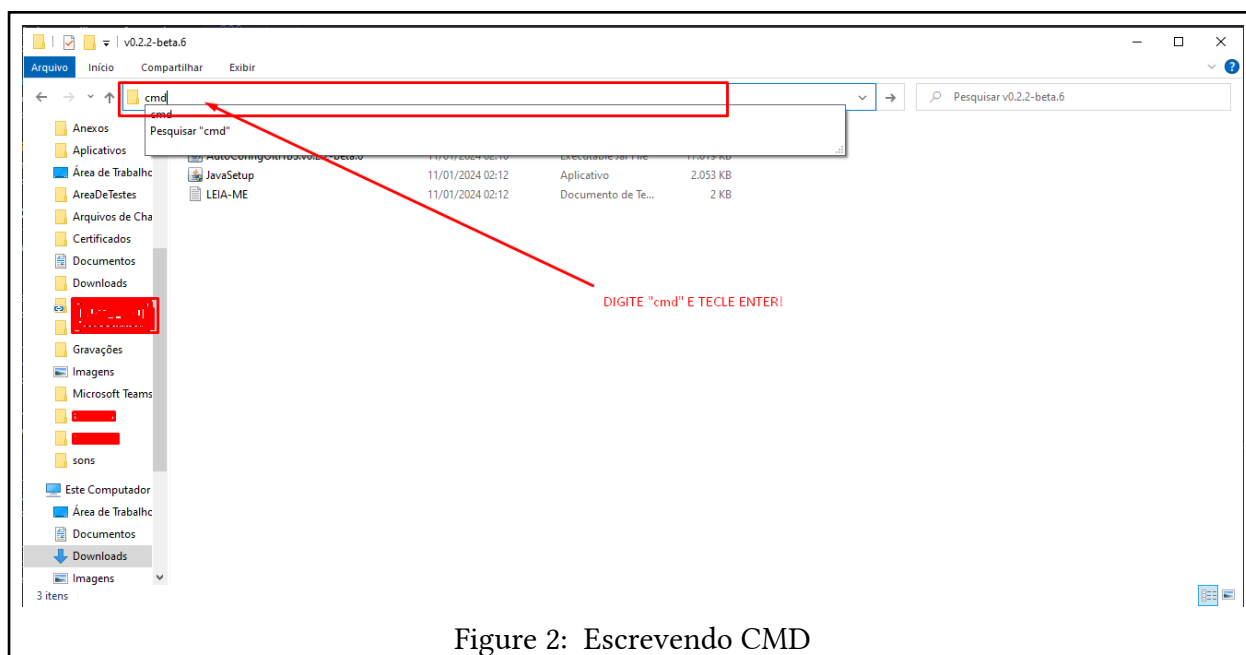 v0.2.2-beta.6
Arquivo Início Compartilhar Exibir
cmd
Pesquisar v0.2.2-beta.6
cmd
Pesquisar "cmd"
Anexos
Aplicativos
Área de Trabalhc
JavaSetup 11/01/2024 02:12 Aplicativo 2.053 KB
AreaDeTestes
LEIA-ME 11/01/2024 02:12 Documento de Te... 2 KB
Arquivos de Cha
Certificados
Documentos
Downloads
DIGITE "cmd" E TECLE ENTER!
Gravações
Imagens
Microsoft Teams
sons
Este Computador
Área de Trabalhc
Documentos
Downloads
Imagens
3 itens
Figure 2: Escrevendo CMD